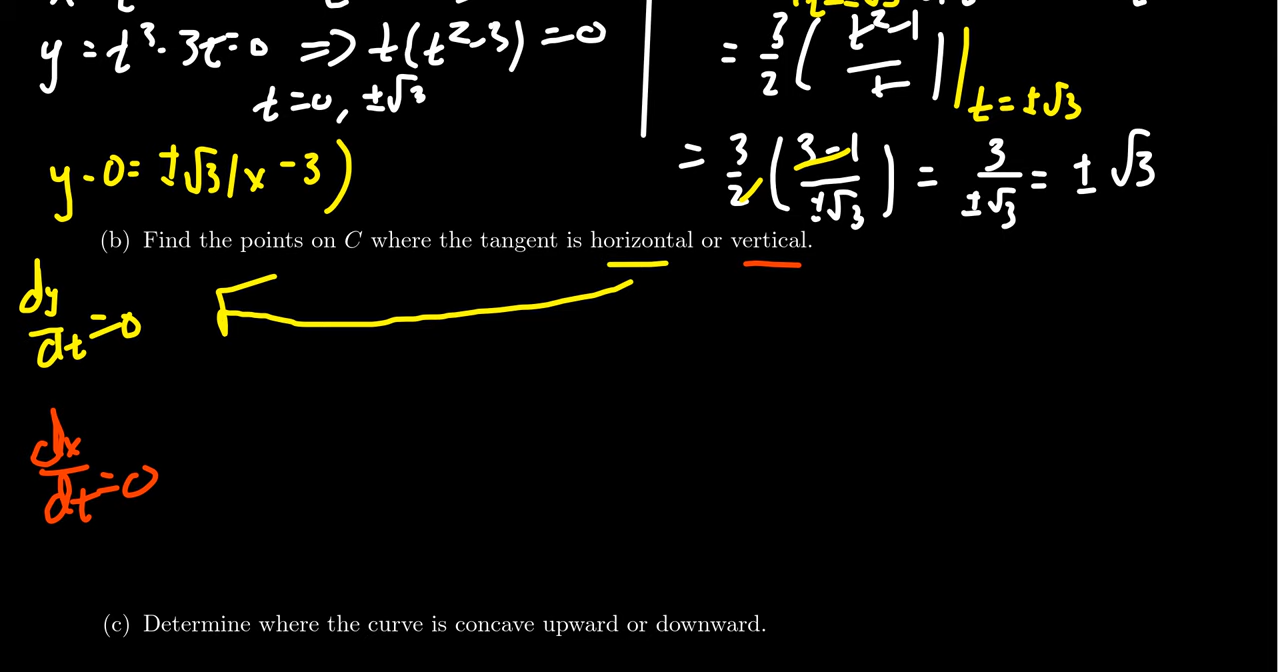 y = t³ - 3t = 0 => t(t² - 3) = 0
t = 0, ±√3
y - 0 = ±√3(x - 3)
= 3/2 ( (t² - 1)/t ) | t = ±√3
= 3/2 ( (3 - 1)/(±√3) ) = 3/(±√3) = ±√3
(b) Find the points on C where the tangent is horizontal or vertical.
dy/dt = 0
dx/dt = 0
(c) Determine where the curve is concave upward or downward.